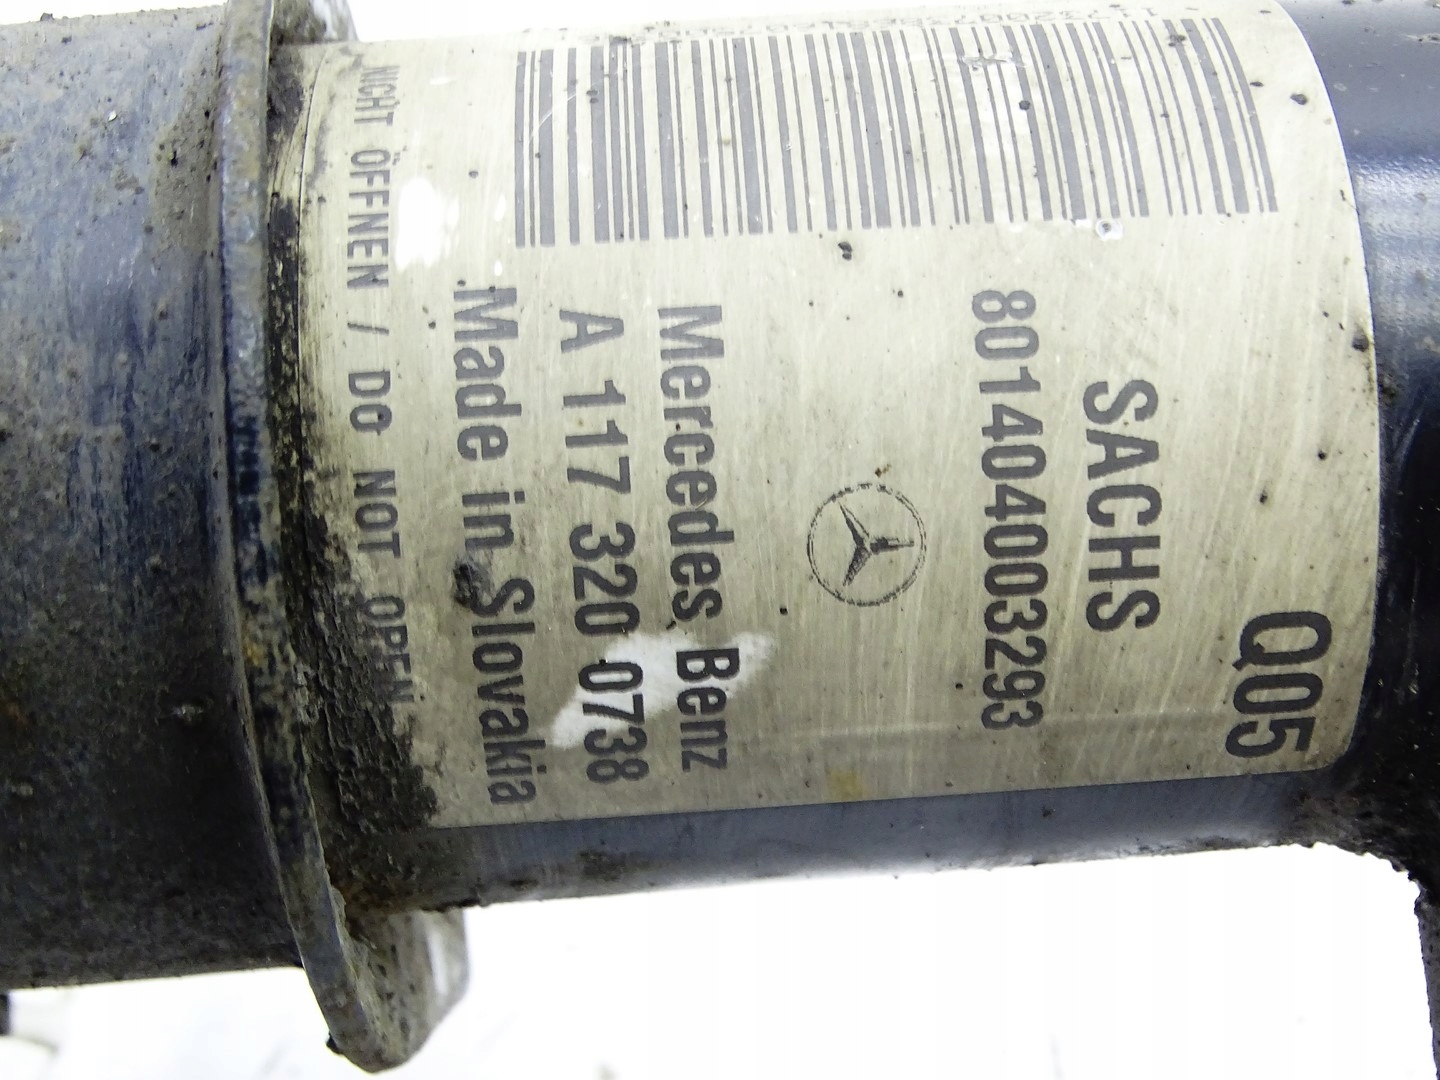 Q05
SACHS
801404003293
Mercedes Benz
A 117 320 0738
Made in Slovakia
NICHT ÖFFNEN / DO NOT OPEN